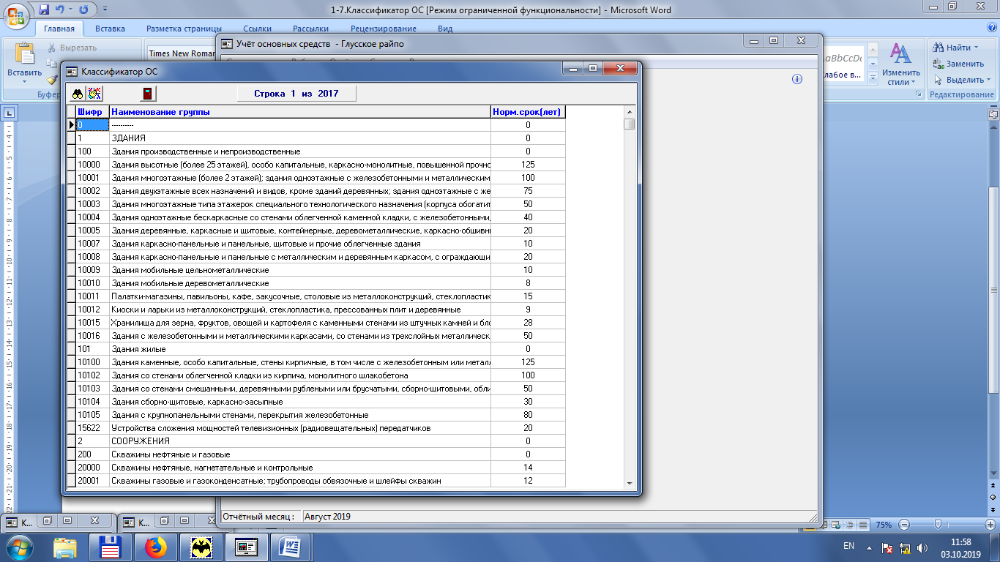 1-7.Классификатор ОС [Режим ограниченной функциональности] - Microsoft Word
Главная Вставка Разметка страницы Ссылки Рассылки Рецензирование Вид
Вставить
Вырезать
Буфер
Times New Roman
АаBbCcDc
лабое в...
Изменить стили
Найти
Заменить
Выделить
Редактирование
Учёт основных средств - Глусское райпо
Классификатор ОС
Строка 1 из 2017
Шифр Наименование группы Норм.срок(лет)
0 ---------- 0
1 ЗДАНИЯ 0
100 Здания производственные и непроизводственные 0
10000 Здания высотные (более 25 этажей), особо капитальные, каркасно-монолитные, повышенной прочно 125
10001 Здания многоэтажные (более 2 этажей); здания одноэтажные с железобетонными и металлическим 100
10002 Здания двухэтажные всех назначений и видов, кроме зданий деревянных; здания одноэтажные с же 75
10003 Здания многоэтажные типа этажерок специального технологического назначения (корпуса обогатит 50
10004 Здания одноэтажные бескаркасные со стенами облегченной каменной кладки, с железобетонными, 40
10005 Здания деревянные, каркасные и щитовые, контейнерные, деревометаллические, каркасно-обшивн 20
10007 Здания каркасно-панельные и панельные, щитовые и прочие облегченные здания 10
10008 Здания каркасно-панельные и панельные с металлическим и деревянным каркасом, с ограждающи 20
10009 Здания мобильные цельнометаллические 10
10010 Здания мобильные деревометаллические 8
10011 Палатки-магазины, павильоны, кафе, закусочные, столовые из металлоконструкций, стеклопластик 15
10012 Киоски и ларьки из металлоконструкций, стеклопластика, прессованных плит и деревянные 9
10015 Хранилища для зерна, фруктов, овощей и картофеля с каменными стенами из штучных камней и бло 28
10016 Здания с железобетонными и металлическими каркасами, со стенами из трехслойных металлическ 50
101 Здания жилые 0
10100 Здания каменные, особо капитальные, стены кирпичные, в том числе с железобетонным или металл 125
10102 Здания со стенами облегченной кладки из кирпича, монолитного шлакобетона 100
10103 Здания со стенами смешанными, деревянными рублеными или брусчатыми, сборно-щитовыми, обли 50
10104 Здания сборно-щитовые, каркасно-засыпные 30
10105 Здания с крупнопанельными стенами, перекрытия железобетонные 80
15622 Устройства сложения мощностей телевизионных (радиовещательных) передатчиков 20
2 СООРУЖЕНИЯ 0
200 Скважины нефтяные и газовые 0
20000 Скважины нефтяные, нагнетательные и контрольные 14
20001 Скважины газовые и газоконденсатные; трубопроводы обвязочные и шлейфы скважин 12
Отчётный месяц: Август 2019
К... К...
75%
EN
11:58
03.10.2019